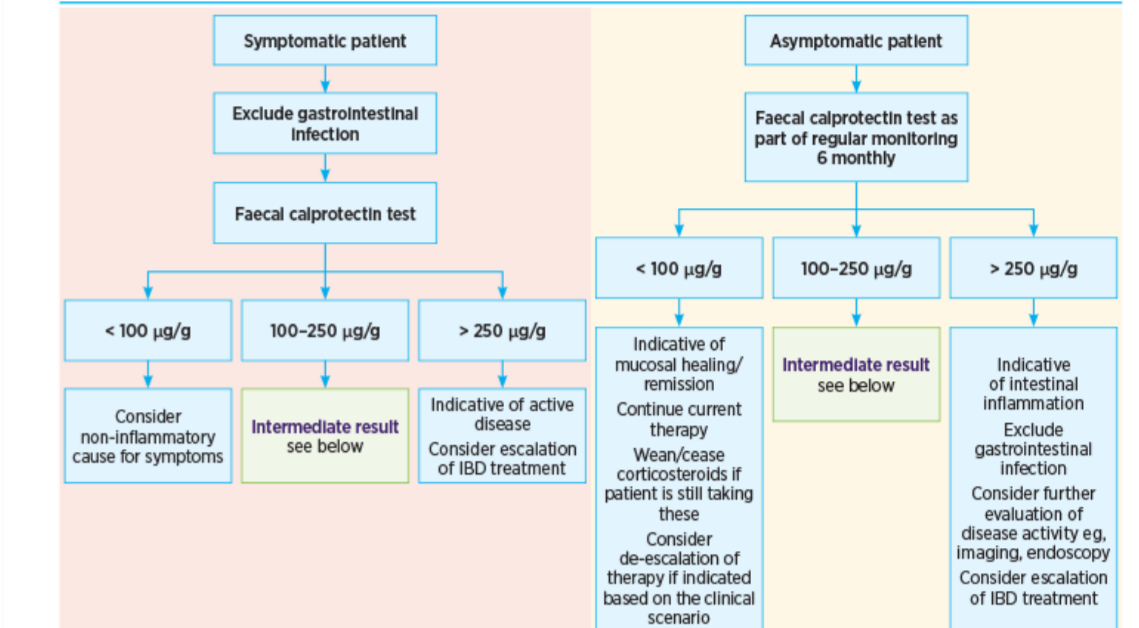 Symptomatic patient
Exclude gastrointestinal
infection
Faecal calprotectin test
< 100 µg/g
100–250 µg/g
> 250 µg/g
Consider
non-inflammatory
cause for symptoms
Intermediate result
see below
Indicative of active
disease
Consider escalation
of IBD treatment
Asymptomatic patient
Faecal calprotectin test as
part of regular monitoring
6 monthly
< 100 µg/g
100–250 µg/g
> 250 µg/g
Indicative of
mucosal healing/
remission
Continue current
therapy
Wean/cease
corticosteroids if
patient is still taking
these
Consider
de-escalation of
therapy if indicated
based on the clinical
scenario
Intermediate result
see below
Indicative
of intestinal
inflammation
Exclude
gastrointestinal
infection
Consider further
evaluation of
disease activity eg,
imaging, endoscopy
Consider escalation
of IBD treatment